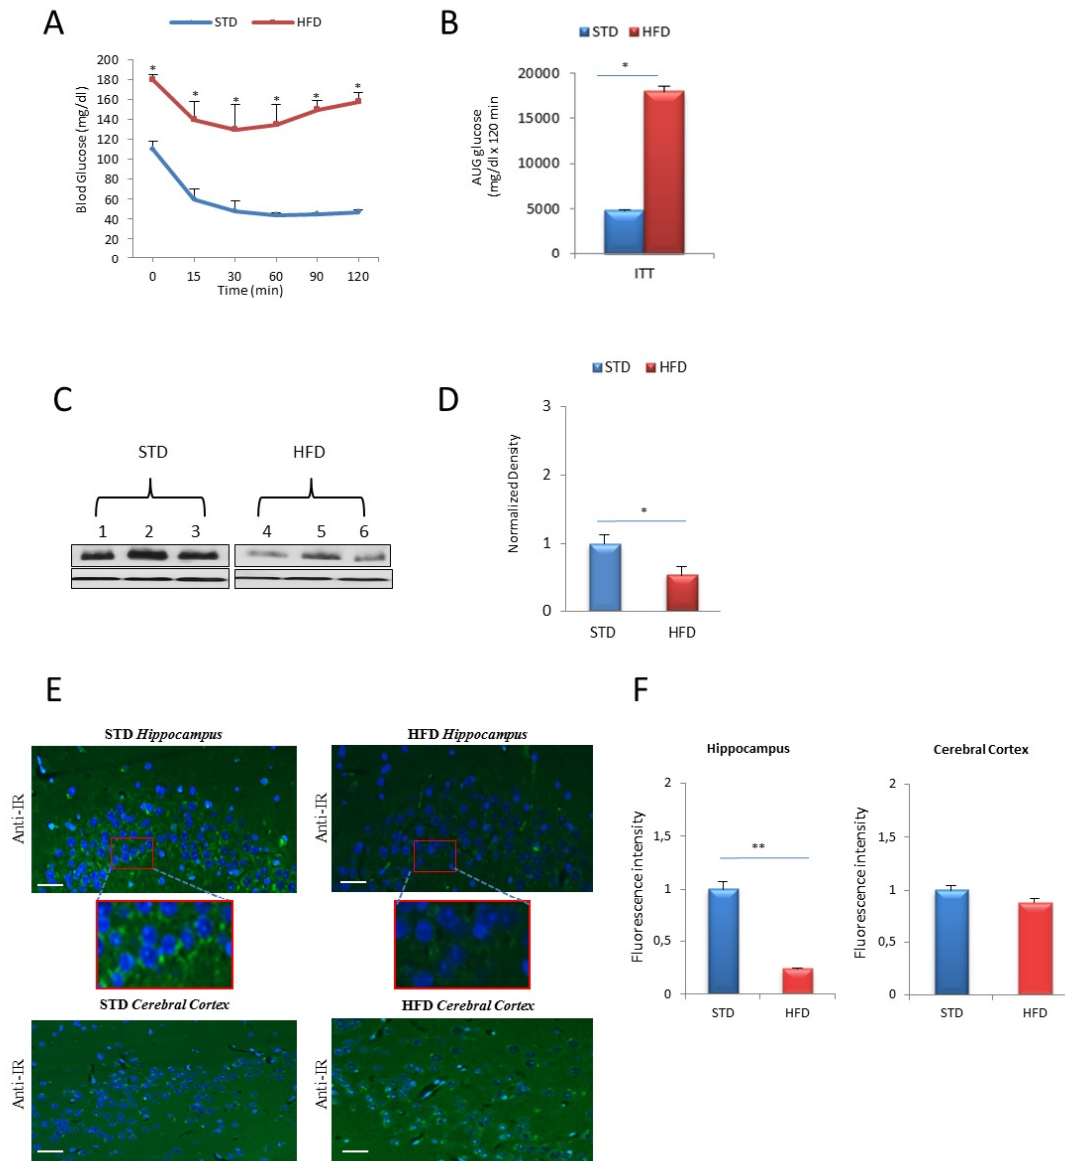 A
STD HFD
Blod Glucose (mg/dl)
200
180
160
140
120
100
80
60
40
20
0
* * * * * *
0 15 30 60 90 120
Time (min)
B
STD HFD
AUG glucose
(mg/dl x 120 min
20000
15000
10000
5000
0
*
ITT
C
STD HFD
1 2 3 4 5 6
D
STD HFD
Normalized Density
3
2
1
0
*
STD HFD
E
STD Hippocampus
HFD Hippocampus
Anti-IR
Anti-IR
STD Cerebral Cortex
HFD Cerebral Cortex
Anti-IR
Anti-IR
F
Hippocampus
Fluorescence intensity
2
1,5
1
0,5
0
**
STD HFD
Cerebral Cortex
Fluorescence intensity
2
1,5
1
0,5
0
STD HFD